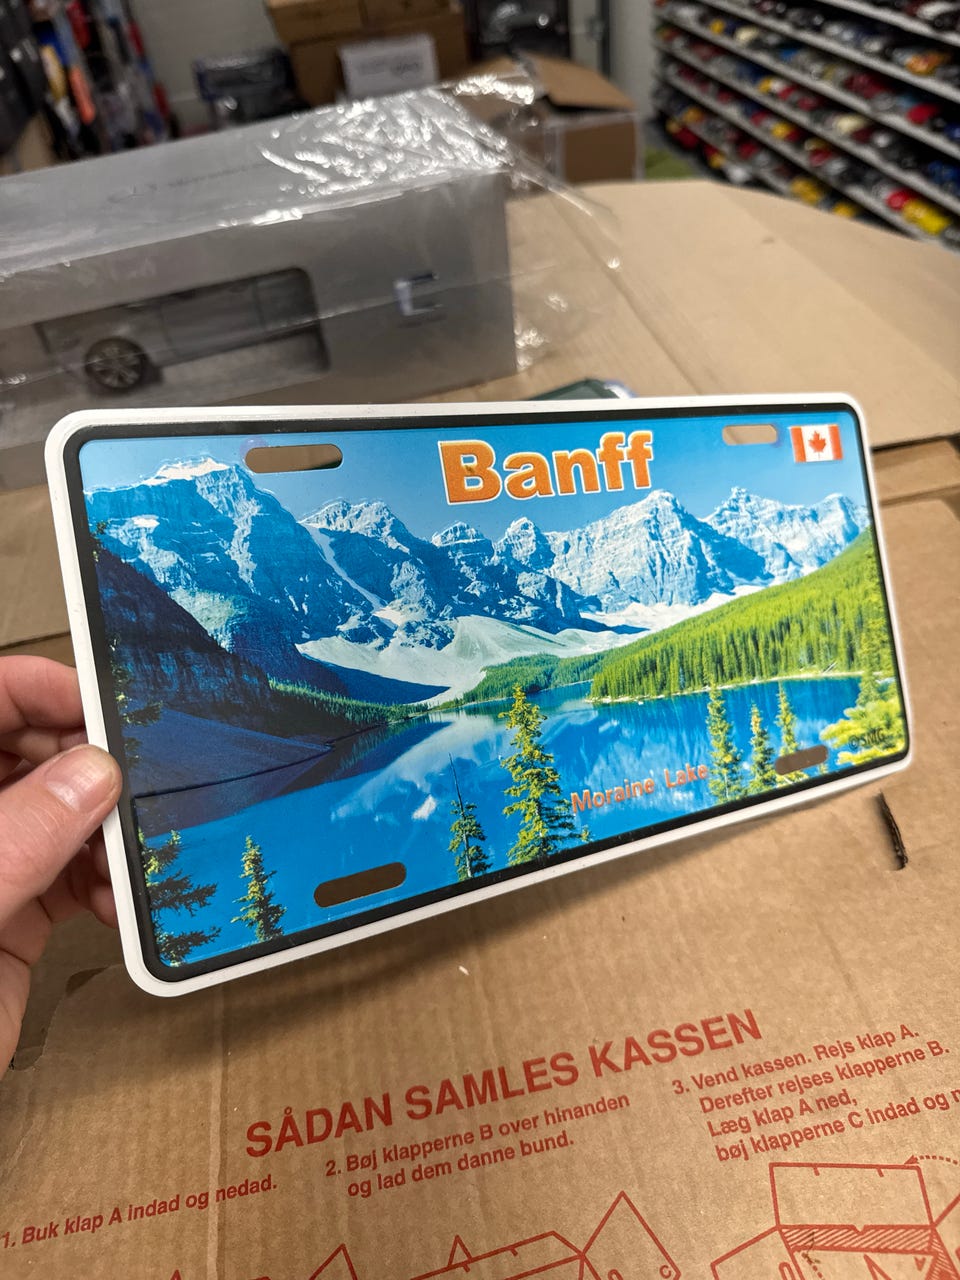 Banff
Moraine Lake
©SMG
SÅDAN SAMLES KASSEN
1. Buk klap A indad og nedad.
2. Bøj klapperne B over hinanden
og lad dem danne bund.
3. Vend kassen. Rejs klap A.
Derefter rejses klapperne B.
Læg klap A ned,
bøj klapperne C indad og
C